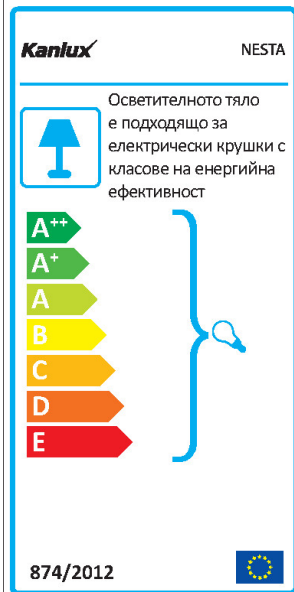 Kanlux
NESTA
Осветителното тяло
е подходящо за
електрически крушки с
класове на енергийна
ефективност
A++
A+
A
B
C
D
E
874/2012